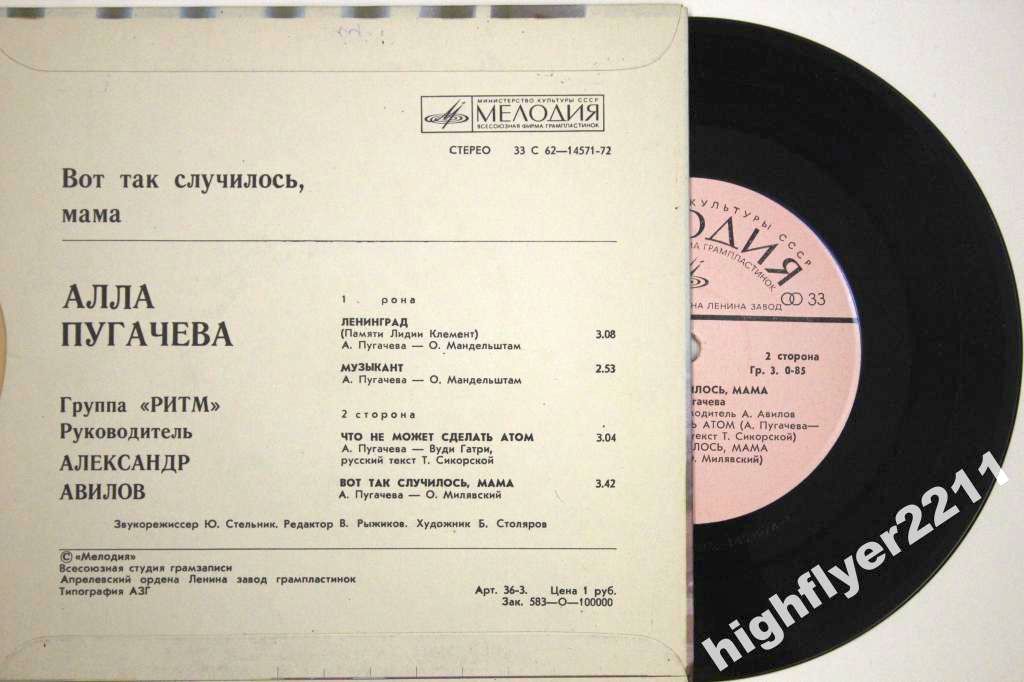 МИНИСТЕРСТВО КУЛЬТУРЫ СССР
МЕЛОДИЯ
ВСЕСОЮЗНАЯ ФИРМА ГРАМПЛАСТИНОК
СТЕРЕО 33 С 62—14571-72
Вот так случилось,
мама
АЛЛА
ПУГАЧЕВА
Группа «РИТМ»
Руководитель
АЛЕКСАНДР
АВИЛОВ
1 рона
ЛЕНИНГРАД
(Памяти Лидии Клемент) 3.08
А. Пугачева — О. Мандельштам
МУЗЫКАНТ 2.53
А. Пугачева — О. Мандельштам
2 сторона
ЧТО НЕ МОЖЕТ СДЕЛАТЬ АТОМ 3.04
А. Пугачева — Вуди Гатри,
русский текст Т. Сикорской
ВОТ ТАК СЛУЧИЛОСЬ, МАМА 3.42
А. Пугачева — О. Милявский
Звукорежиссер Ю. Стельник. Редактор В. Рыжиков. Художник Б. Столяров
© «Мелодия»
Всесоюзная студия грамзаписи
Апрелевский ордена Ленина завод грампластинок
Типография АЗГ
Арт. 36-3. Цена 1 руб.
Зак. 583—О—100000
КУЛЬТУРЫ СССР
ОДИЯ
МА ГРАМПЛАСТИНОК
33
НА ЛЕНИНА ЗАВОД
2 сторона
Гр. 3. 0-85
ИЛОСЬ, МАМА
гачева
водитель А. Авилов
Ь АТОМ (А. Пугачева—
текст Т. Сикорской)
ЛОСЬ, МАМА
О. Милявский)
highflyer2211